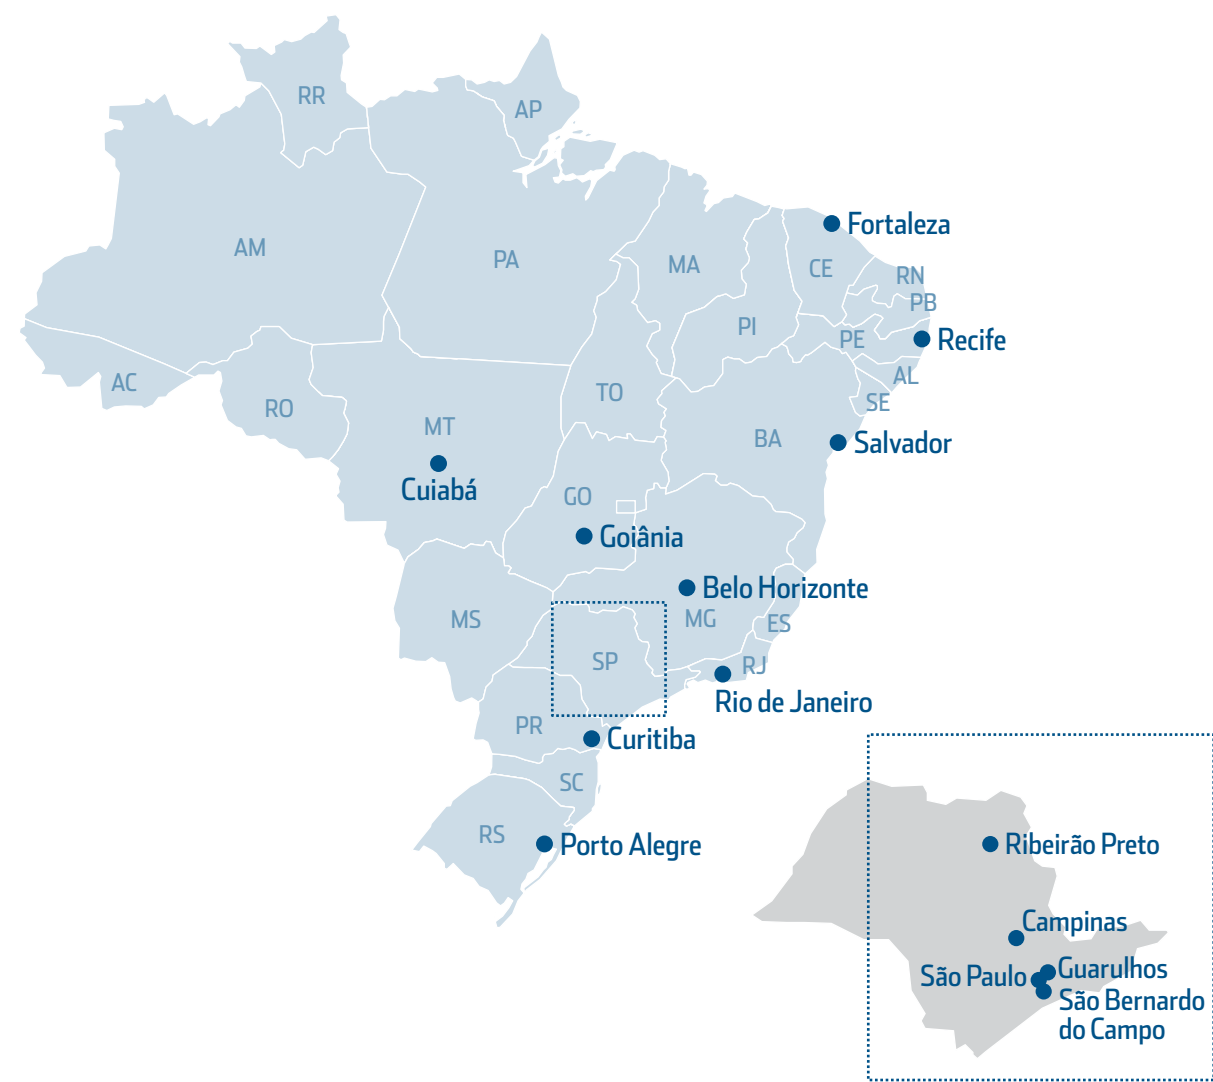 RR
AP
Fortaleza
AM
PA
MA
CE
RN
PB
PI
PE
Recife
AC
RO
TO
AL
SE
MT
BA
Salvador
Cuiabá
GO
Goiânia
Belo Horizonte
MS
MG
ES
SP
RJ
Rio de Janeiro
PR
Curitiba
SC
RS
Porto Alegre
Ribeirão Preto
Campinas
Guarulhos
São Paulo
São Bernardo
do Campo